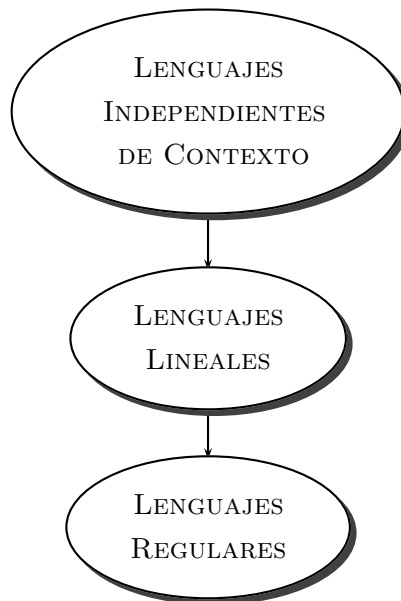 Lenguajes
Independientes
de Contexto
Lenguajes
Lineales
Lenguajes
Regulares